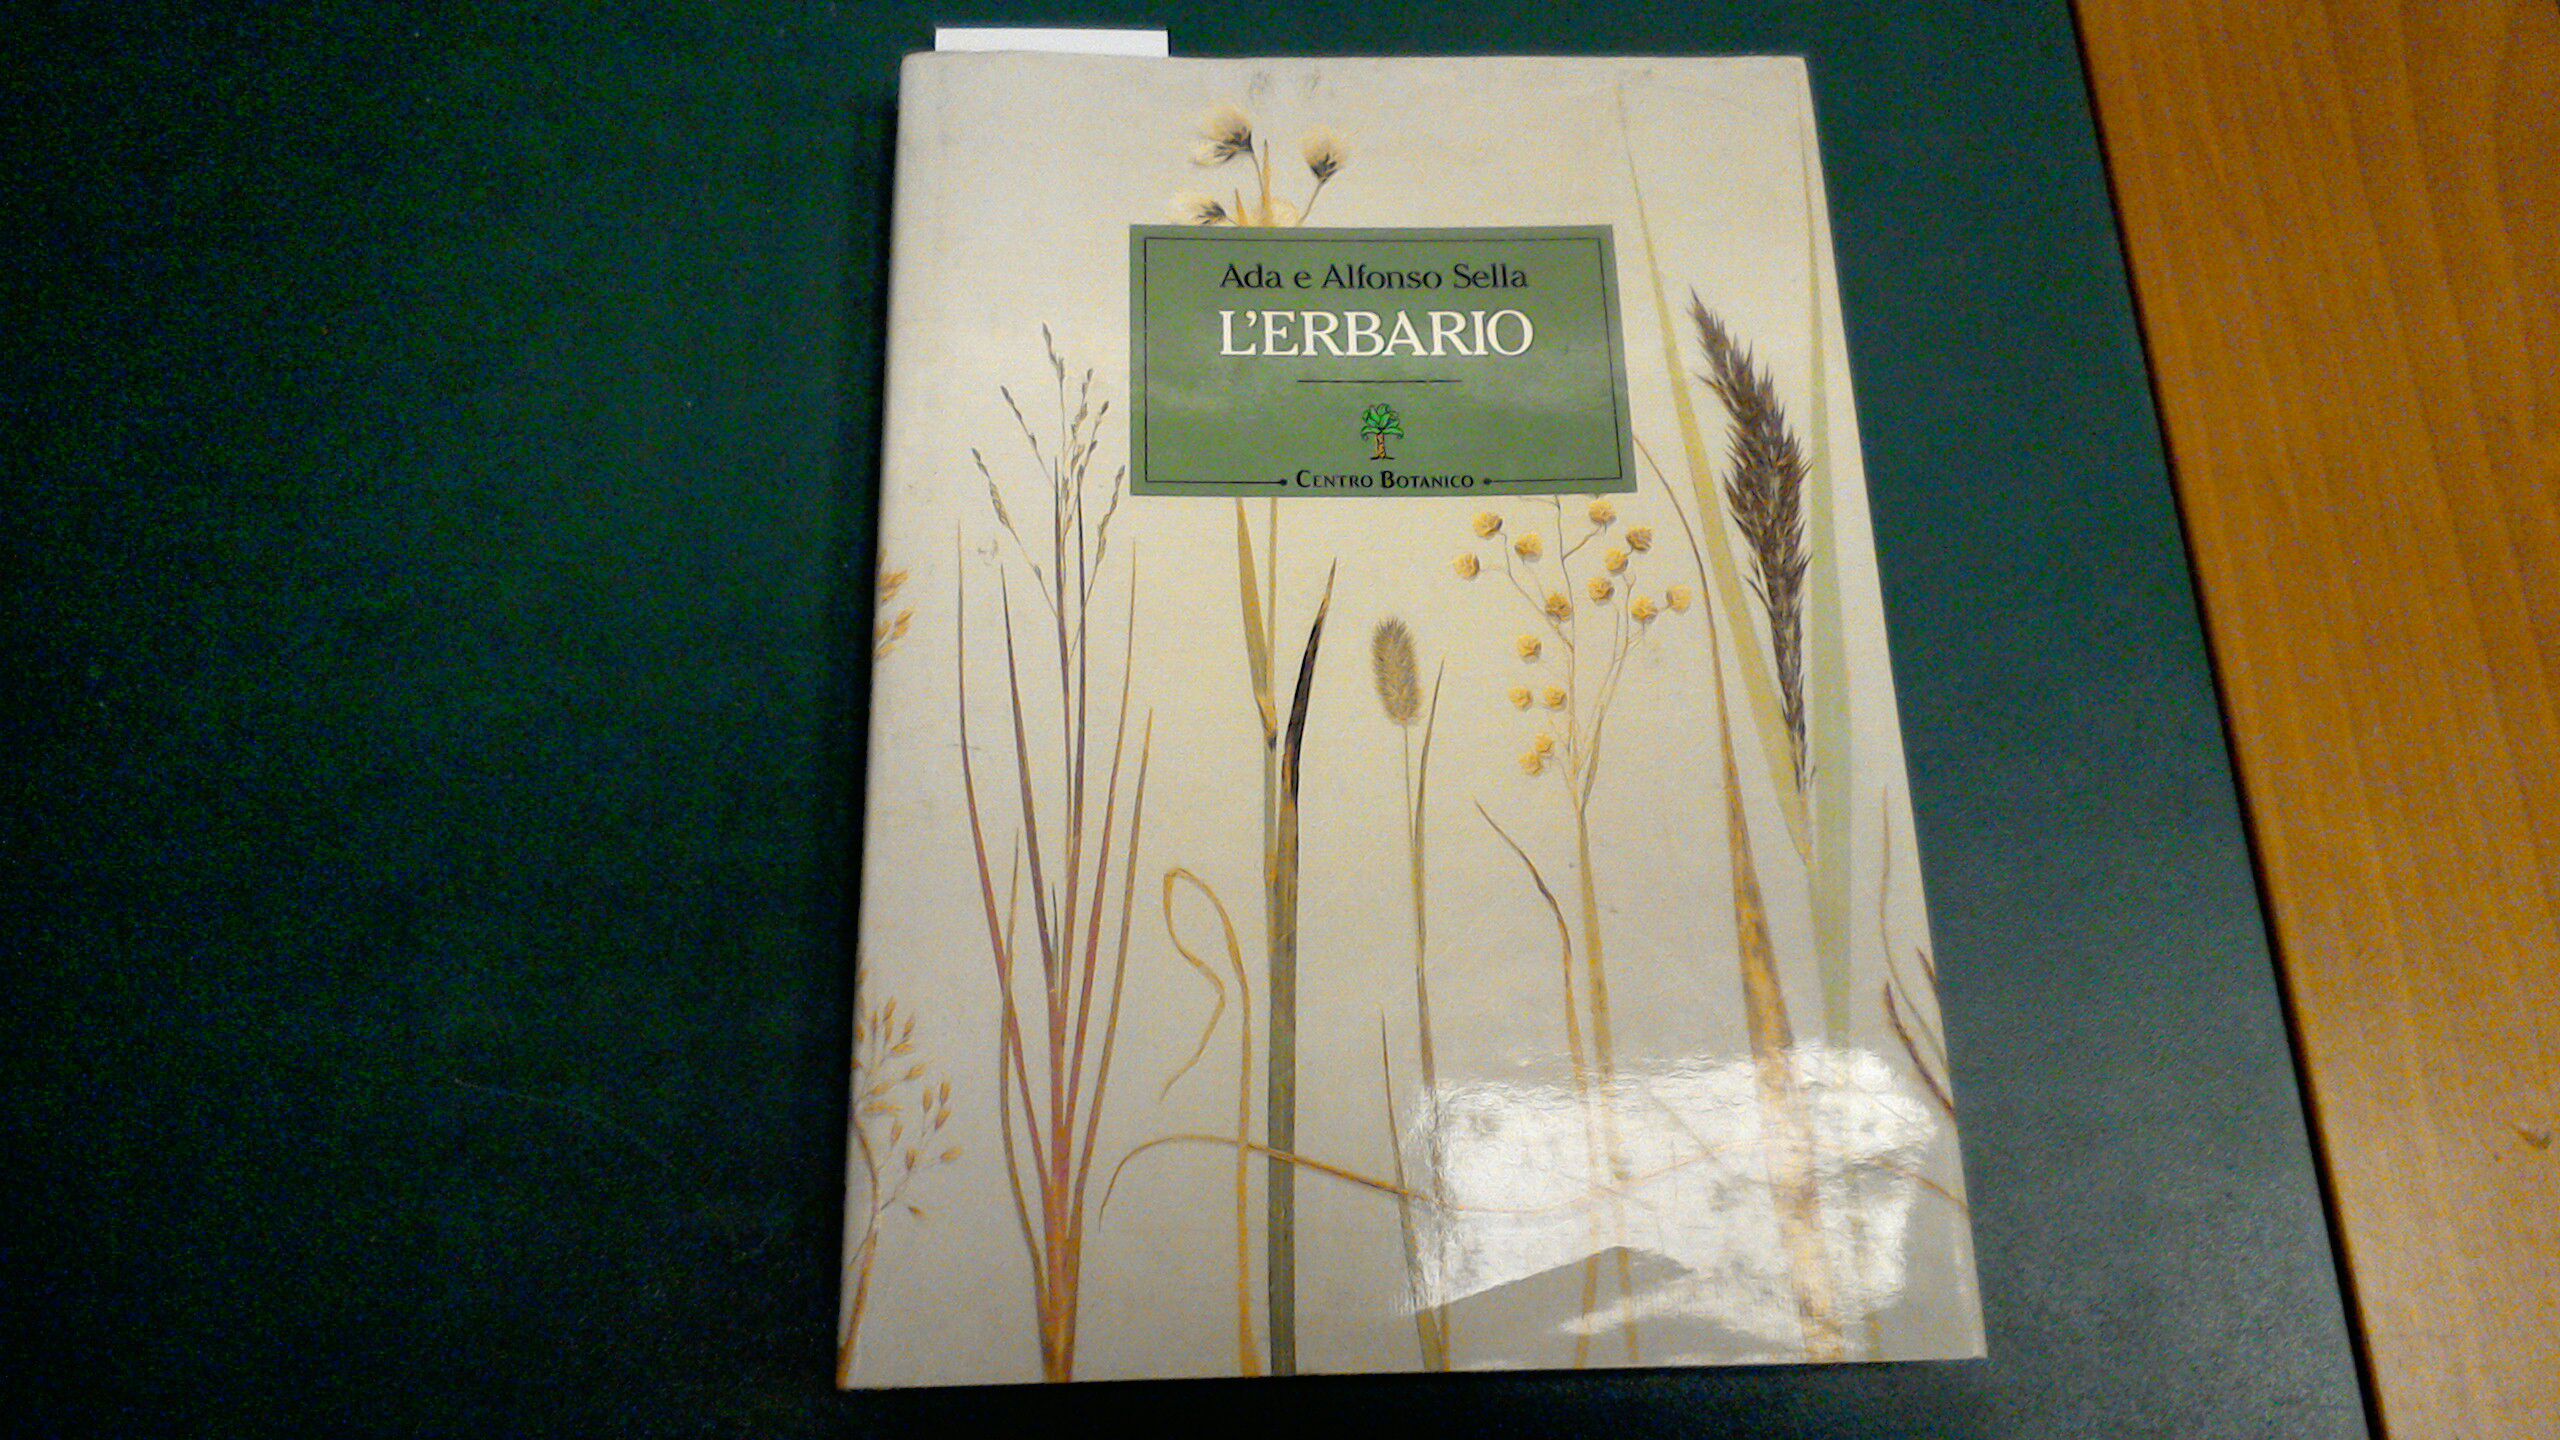 Ada e Alfonso Sella
L'ERBARIO
CENTRO BOTANICO